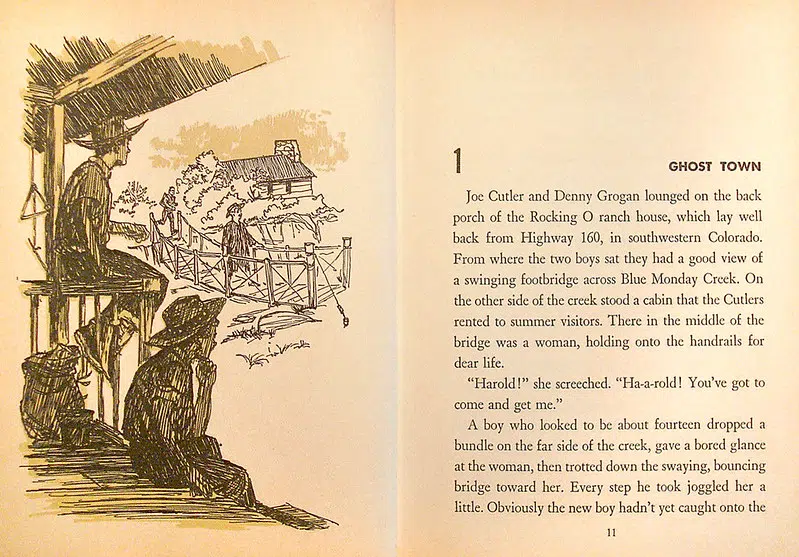 1
GHOST TOWN
Joe Cutler and Denny Grogan lounged on the back
porch of the Rocking O ranch house, which lay well
back from Highway 160, in southwestern Colorado.
From where the two boys sat they had a good view of
a swinging footbridge across Blue Monday Creek. On
the other side of the creek stood a cabin that the Cutlers
rented to summer visitors. There in the middle of the
bridge was a woman, holding onto the handrails for
dear life.
"Harold!" she screeched. "Ha-a-rold! You've got to
come and get me."
A boy who looked to be about fourteen dropped a
bundle on the far side of the creek, gave a bored glance
at the woman, then trotted down the swaying, bouncing
bridge toward her. Every step he took joggled her a
little. Obviously the new boy hadn't yet caught onto the
11